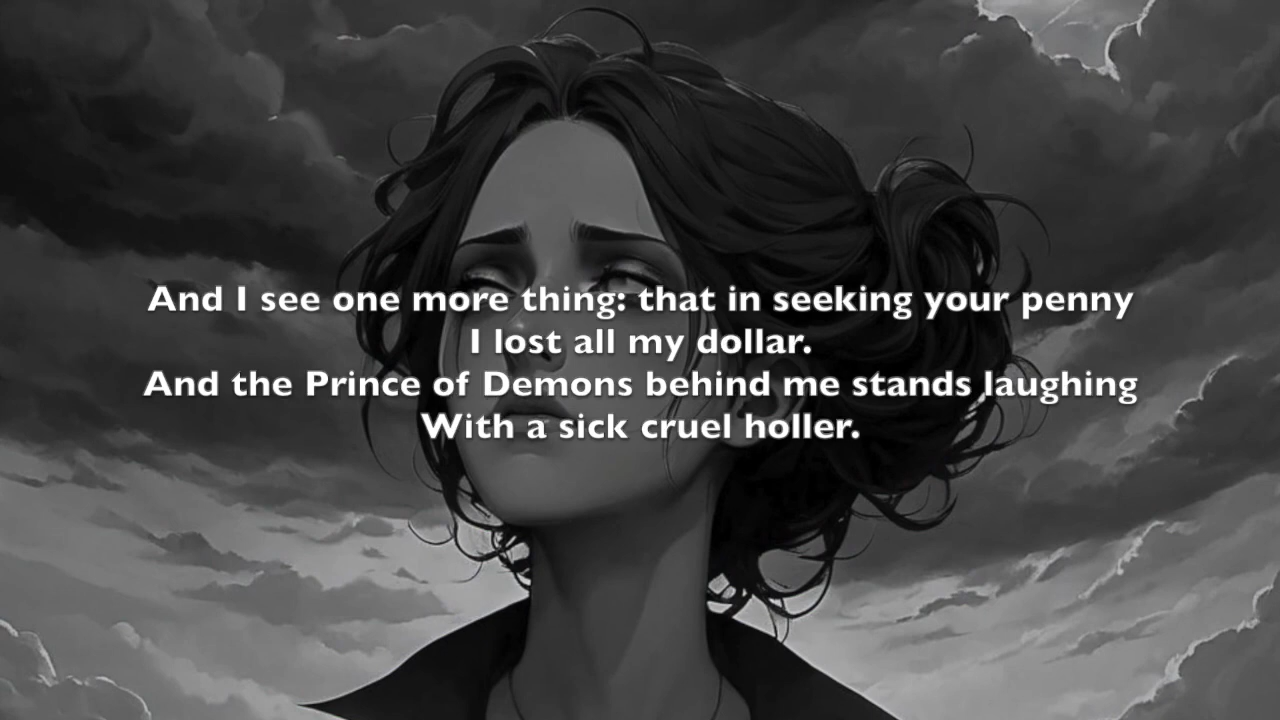 And I see one more thing: that in seeking your penny
I lost all my dollar.
And the Prince of Demons behind me stands laughing
With a sick cruel holler.